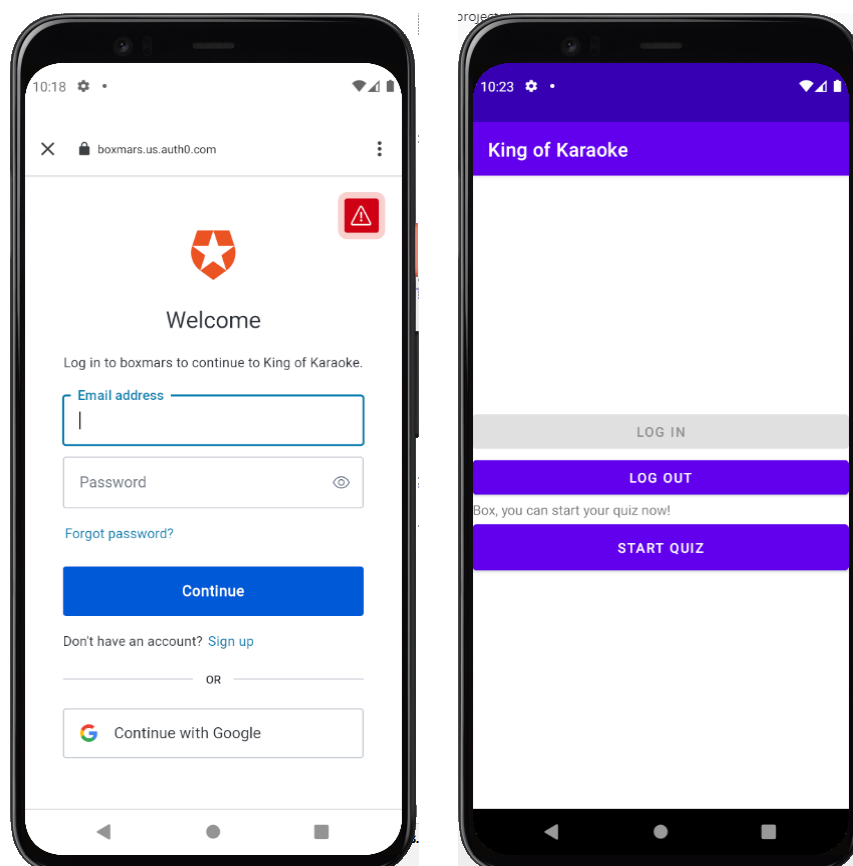 10:18
boxmars.us.auth0.com
Welcome
Log in to boxmars to continue to King of Karaoke.
Email address
Password
Forgot password?
Continue
Don't have an account? Sign up
OR
Continue with Google
project
10:23
King of Karaoke
LOG IN
LOG OUT
Box, you can start your quiz now!
START QUIZ